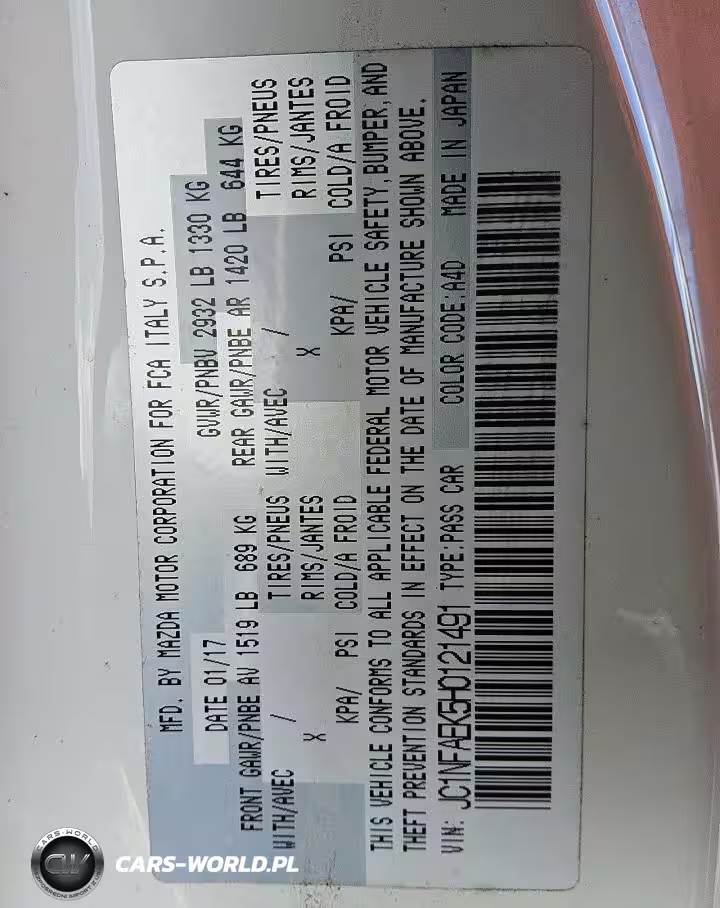 MFD. BY MAZDA MOTOR CORPORATION FOR FCA ITALY S.P.A.
DATE 01/17 GVWR/PNBV 2932 LB 1330 KG
FRONT GAWR/PNBE AV 1519 LB 689 KG REAR GAWR/PNBE AR 1420 LB 644 KG
WITH/AVEC / TIRES/PNEUS WITH/AVEC / TIRES/PNEUS
X RIMS/JANTES X RIMS/JANTES
KPA/ PSI COLD/A FROID KPA/ PSI COLD/A FROID
THIS VEHICLE CONFORMS TO ALL APPLICABLE FEDERAL MOTOR VEHICLE SAFETY, BUMPER, AND
THEFT PREVENTION STANDARDS IN EFFECT ON THE DATE OF MANUFACTURE SHOWN ABOVE.
VIN: JC1NFAEK5H0121491 TYPE:PASS CAR COLOR CODE:A4D MADE IN JAPAN
CARS-WORLD
CW
CARS-WORLD.PL